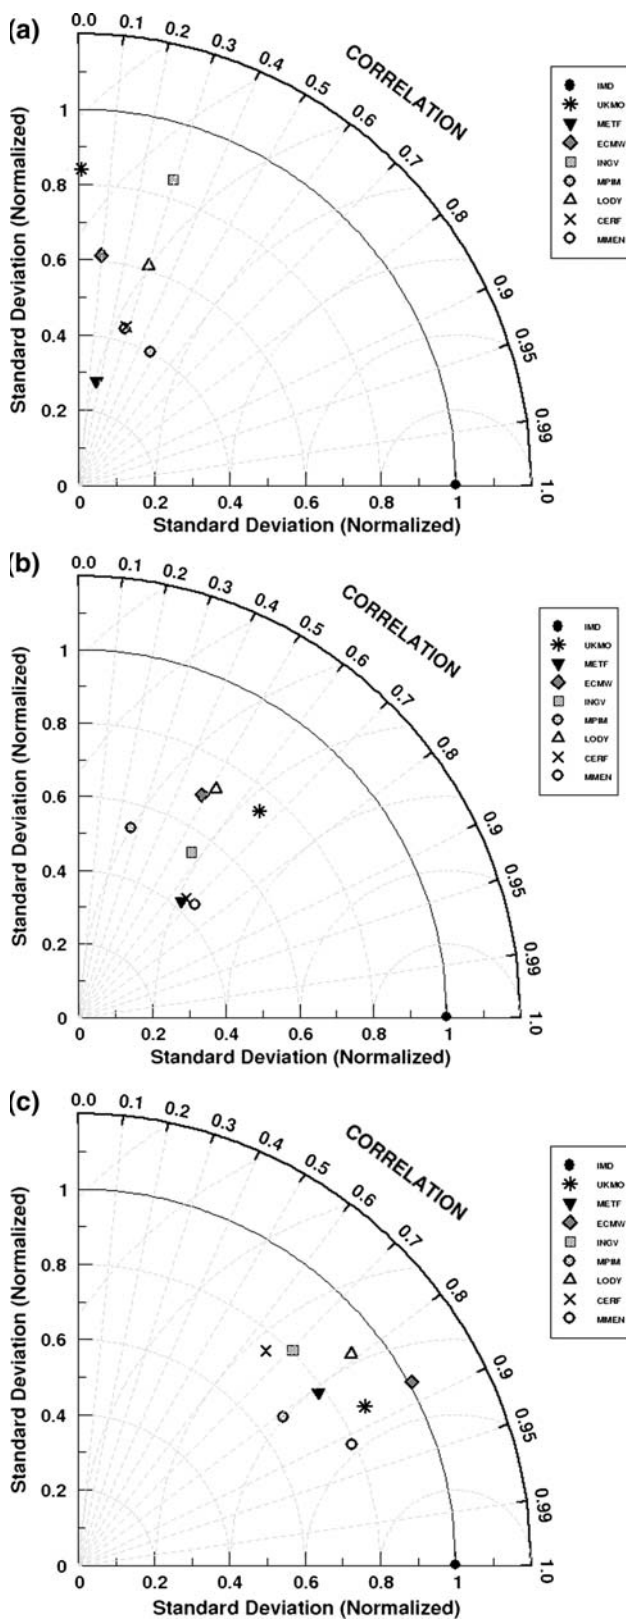 (a)
0.0 0.1 0.2 0.3 0.4 0.5 0.6 0.7 0.8 0.9 0.95 0.99 1.0
CORRELATION
Standard Deviation (Normalized)
1
0.8
0.6
0.4
0.2
0
0 0.2 0.4 0.6 0.8 1
Standard Deviation (Normalized)
IMD
UKMO
METF
ECMW
INGV
MPIM
LODY
CERF
MMEN
(b)
0.0 0.1 0.2 0.3 0.4 0.5 0.6 0.7 0.8 0.9 0.95 0.99 1.0
CORRELATION
Standard Deviation (Normalized)
1
0.8
0.6
0.4
0.2
0
0 0.2 0.4 0.6 0.8 1
Standard Deviation (Normalized)
IMD
UKMO
METF
ECMW
INGV
MPIM
LODY
CERF
MMEN
(c)
0.0 0.1 0.2 0.3 0.4 0.5 0.6 0.7 0.8 0.9 0.95 0.99 1.0
CORRELATION
Standard Deviation (Normalized)
1
0.8
0.6
0.4
0.2
0
0 0.2 0.4 0.6 0.8 1
Standard Deviation (Normalized)
IMD
UKMO
METF
ECMW
INGV
MPIM
LODY
CERF
MMEN